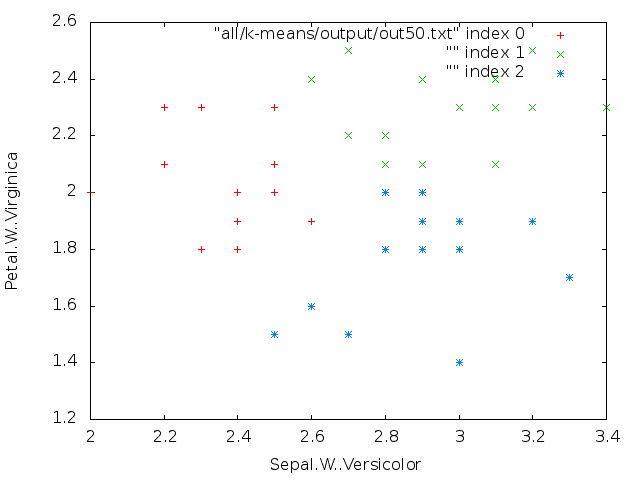 2.6
2.4
2.2
2
1.8
1.6
1.4
1.2
Petal.W..Virginica
"all/k-means/output/out50.txt" index 0
"" index 1
"" index 2
2 2.2 2.4 2.6 2.8 3 3.2 3.4
Sepal.W..Versicolor